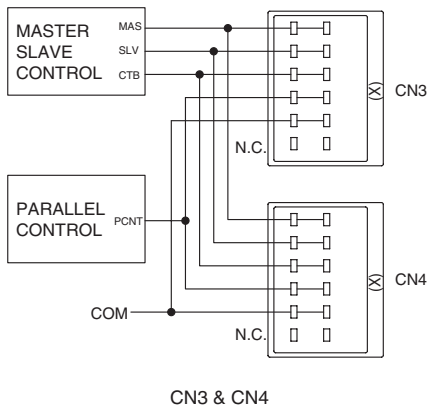 MASTER
SLAVE
CONTROL
MAS
SLV
CTB
(X)
CN3
N.C.
PARALLEL
CONTROL
PCNT
(X)
CN4
COM
N.C.
CN3 & CN4